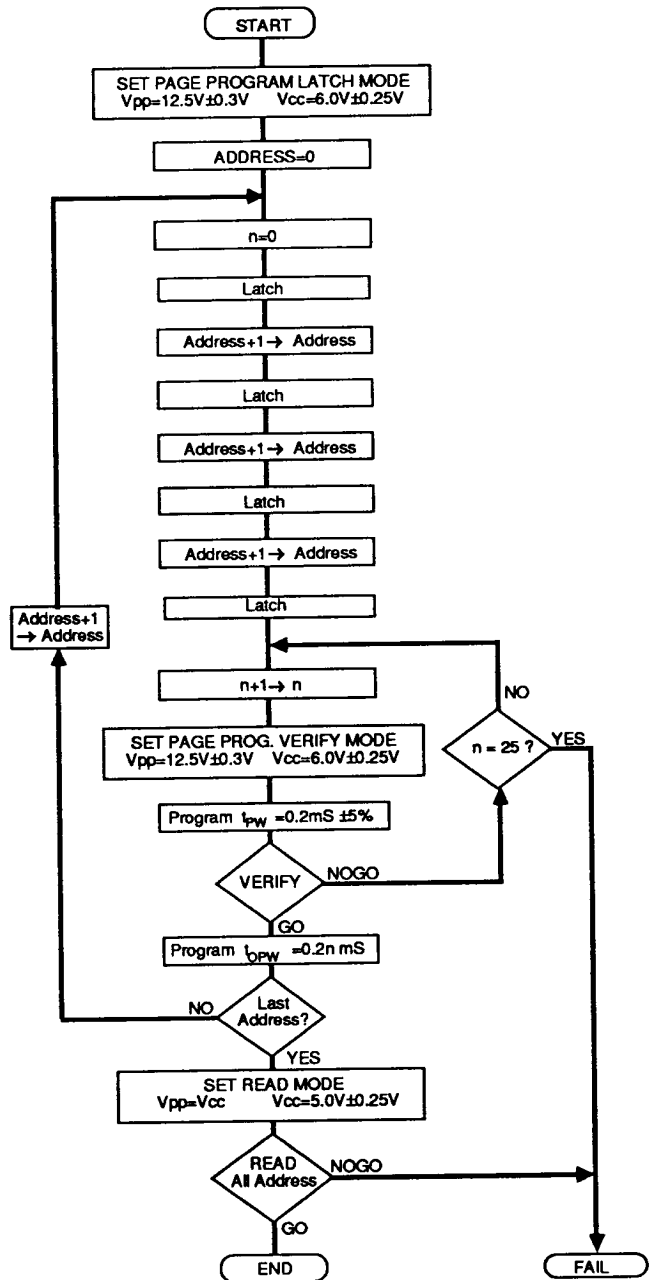 START
SET PAGE PROGRAM LATCH MODE
Vpp=12.5V±0.3V Vcc=6.0V±0.25V
ADDRESS=0
n=0
Latch
Address+1→ Address
Latch
Address+1→ Address
Latch
Address+1→ Address
Latch
Address+1
→ Address
n+1→ n
NO
SET PAGE PROG. VERIFY MODE
Vpp=12.5V±0.3V Vcc=6.0V±0.25V
n = 25 ?
YES
Program tPW =0.2mS ±5%
VERIFY
NOGO
GO
Program tOPW =0.2n mS
NO
Last
Address?
YES
SET READ MODE
Vpp=Vcc Vcc=5.0V±0.25V
READ
All Address
NOGO
GO
END
FAIL